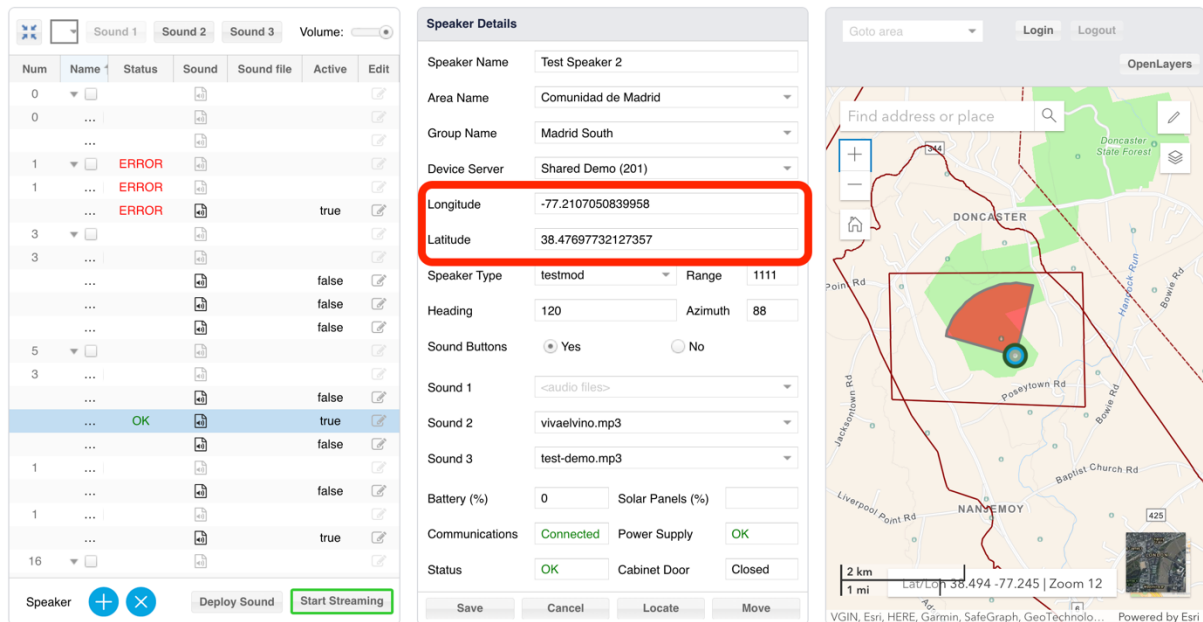 Sound 1 Sound 2 Sound 3 Volume:
Num Name Status Sound Sound file Active Edit
0
0 ...
...
1 ERROR
1 ... ERROR
... ERROR true
3
3 ...
... false
... false
... false
5
3 ...
... false
... OK true
... false
1 ...
... false
1 ...
... true
16
Speaker Deploy Sound Start Streaming
Speaker Details
Speaker Name Test Speaker 2
Area Name Comunidad de Madrid
Group Name Madrid South
Device Server Shared Demo (201)
Longitude -77.2107050839958
Latitude 38.47697732127357
Speaker Type testmod Range 1111
Heading 120 Azimuth 88
Sound Buttons Yes No
Sound 1 <audio files>
Sound 2 vivaelvino.mp3
Sound 3 test-demo.mp3
Battery (%) 0 Solar Panels (%)
Communications Connected Power Supply OK
Status OK Cabinet Door Closed
Save Cancel Locate Move
Goto area Login Logout
OpenLayers
Find address or place
344
Doncaster
State Forest
DONCASTER
Point Rd
Hancock Run
Bowie Rd
Poseytown Rd
Bowie Rd
Jacksontown Rd
Baptist Church Rd
Liverpool Point Rd
NANJEMOY
425
2 km
1 mi
Lat/Lon 38.494 -77.245 | Zoom 12
6
VGIN, Esri, HERE, Garmin, SafeGraph, GeoTechnolo... Powered by Esri